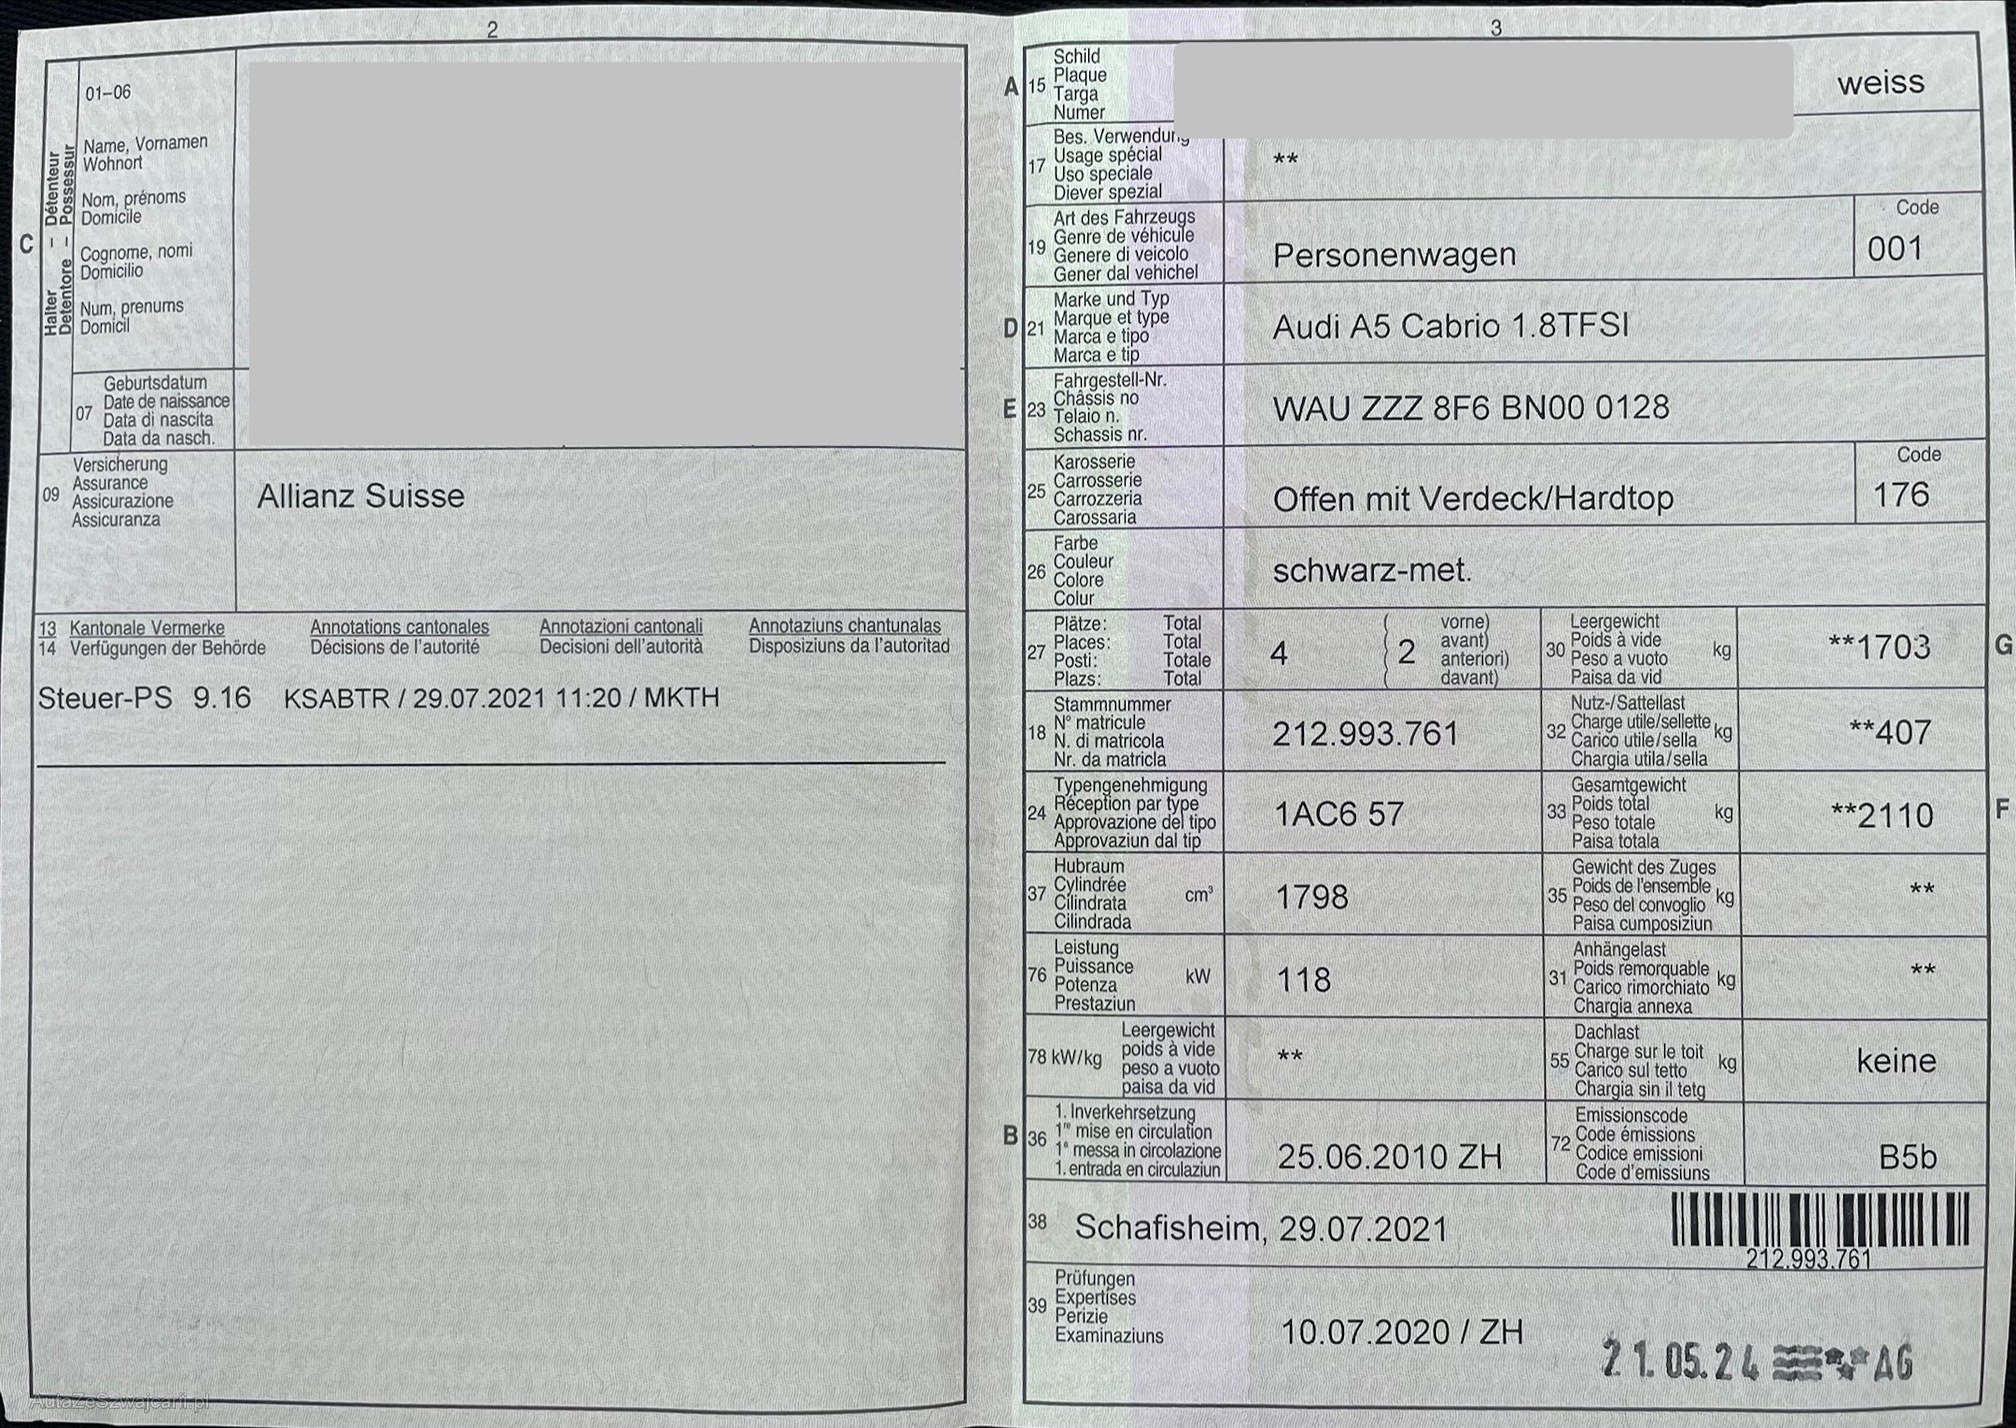 2
01–06
Name, Vornamen
Wohnort
Nom, prénoms
Domicile
Cognome, nomi
Domicilio
Num, prenums
Domicil
C
Halter – Détenteur
Detentore – Possessur
07
Geburtsdatum
Date de naissance
Data di nascita
Data da nasch.
09
Versicherung
Assurance
Assicurazione
Assicuranza
Allianz Suisse
13 Kantonale Vermerke Annotations cantonales Annotazioni cantonali Annotaziuns chantunalas
14 Verfügungen der Behörde Décisions de l'autorité Decisioni dell'autorità Disposiziuns da l'autoritad
Steuer-PS 9.16 KSABTR / 29.07.2021 11:20 / MKTH
AutaZeSzwajcarii.pl
3
A 15
Schild
Plaque
Targa
Numer
weiss
17
Bes. Verwendung
Usage spécial
Uso speciale
Diever spezial
**
19
Art des Fahrzeugs
Genre de véhicule
Genere di veicolo
Gener dal vehichel
Personenwagen
Code
001
D 21
Marke und Typ
Marque et type
Marca e tipo
Marca e tip
Audi A5 Cabrio 1.8TFSI
E 23
Fahrgestell-Nr.
Châssis no
Telaio n.
Schassis nr.
WAU ZZZ 8F6 BN00 0128
25
Karosserie
Carrosserie
Carrozzeria
Carossaria
Offen mit Verdeck/Hardtop
Code
176
26
Farbe
Couleur
Colore
Colur
schwarz-met.
27
Plätze: Total
Places: Total
Posti: Totale
Plazs: Total
4
( 2
vorne)
avant)
anteriori)
davant)
30
Leergewicht
Poids à vide
Peso a vuoto
Paisa da vid
kg
**1703
G
18
Stammnummer
N° matricule
N. di matricola
Nr. da matricla
212.993.761
32
Nutz-/Sattellast
Charge utile/sellette
Carico utile/sella
Chargia utila/sella
kg
**407
24
Typengenehmigung
Réception par type
Approvazione del tipo
Approvaziun dal tip
1AC6 57
33
Gesamtgewicht
Poids total
Peso totale
Paisa totala
kg
**2110
F
37
Hubraum
Cylindrée
Cilindrata
Cilindrada
cm³
1798
35
Gewicht des Zuges
Poids de l'ensemble
Peso del convoglio
Paisa cumposiziun
kg
**
76
Leistung
Puissance
Potenza
Prestaziun
kW
118
31
Anhängelast
Poids remorquable
Carico rimorchiato
Chargia annexa
kg
**
78 kW/kg
Leergewicht
poids à vide
peso a vuoto
paisa da vid
**
55
Dachlast
Charge sur le toit
Carico sul tetto
Chargia sin il tetg
kg
keine
B 36
1. Inverkehrsetzung
1re mise en circulation
1a messa in circolazione
1. entrada en circulaziun
25.06.2010 ZH
72
Emissionscode
Code émissions
Codice emissioni
Code d'emissiuns
B5b
38
Schafisheim, 29.07.2021
212.993.761
39
Prüfungen
Expertises
Perizie
Examinaziuns
10.07.2020 / ZH
21.05.24 AG